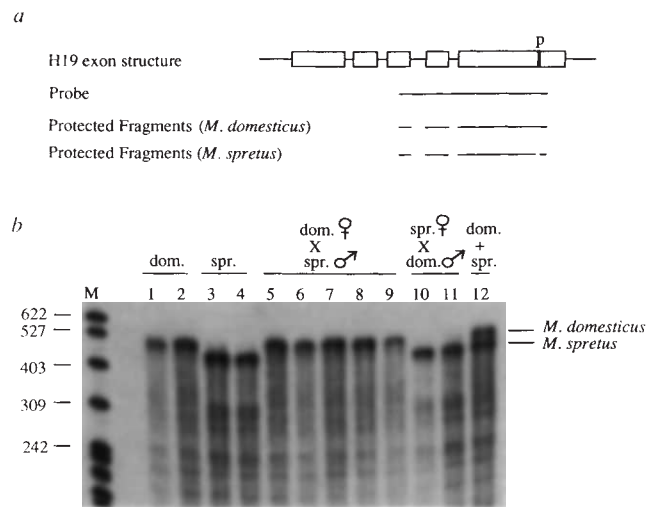 a
p
H19 exon structure
Probe
Protected Fragments (M. domesticus)
Protected Fragments (M. spretus)
b
dom.♀ X spr.♂
spr.♀ X dom.♂
dom. + spr.
dom. spr.
M 1 2 3 4 5 6 7 8 9 10 11 12
622
527
403
309
242
M. domesticus
M. spretus